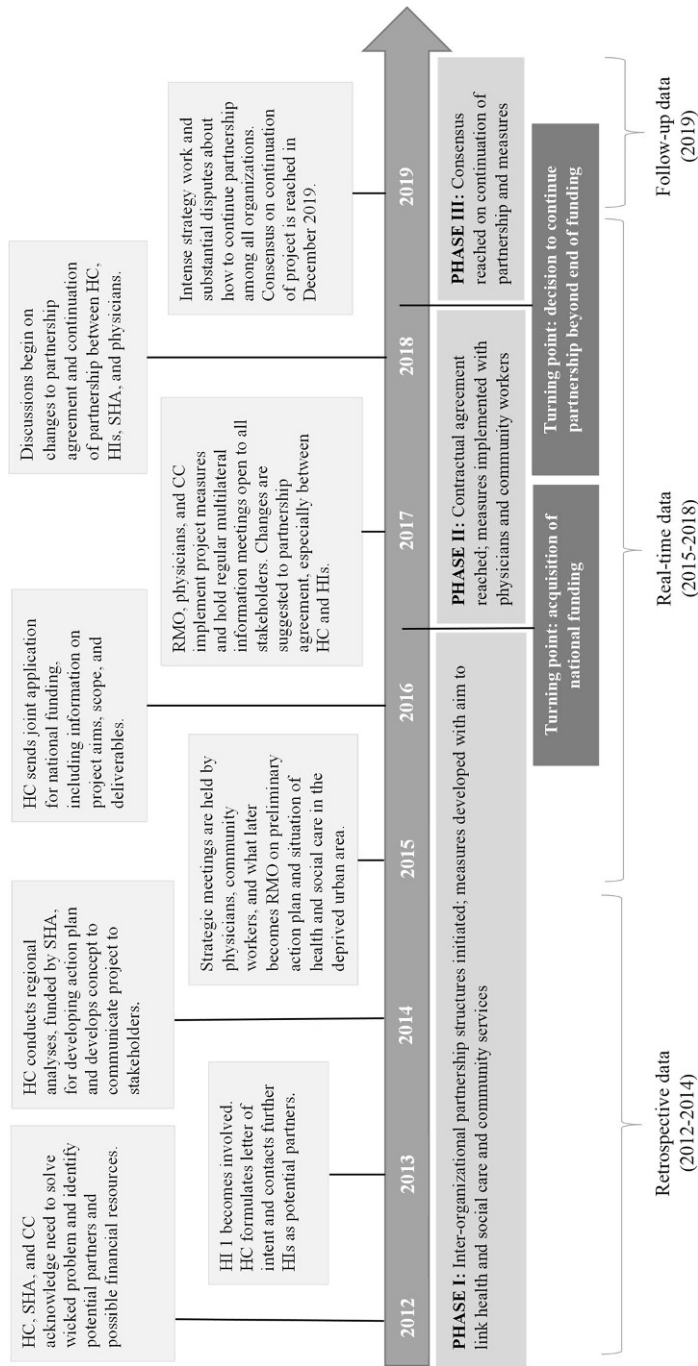 HC, SHA, and CC
acknowledge need to solve
wicked problem and identify
potential partners and
possible financial resources.
HC conducts regional
analyses, funded by SHA,
for developing action plan
and develops concept to
communicate project to
stakeholders.
HC sends joint application
for national funding,
including information on
project aims, scope, and
deliverables.
Discussions begin on
changes to partnership
agreement and continuation
of partnership between HC,
HIs, SHA, and physicians.
HI 1 becomes involved.
HC formulates letter of
intent and contacts further
HIs as potential partners.
Strategic meetings are held by
physicians, community
workers, and what later
becomes RMO on preliminary
action plan and situation of
health and social care in the
deprived urban area.
RMO, physicians, and CC
implement project measures
and hold regular multilateral
information meetings open to all
stakeholders. Changes are
suggested to partnership
agreement, especially between
HC and HIs.
Intense strategy work and
substantial disputes about
how to continue partnership
among all organizations.
Consensus on continuation
of project is reached in
December 2019.
2012 2013 2014 2015 2016 2017 2018 2019
PHASE I: Inter-organizational partnership structures initiated; measures developed with aim to
link health and social care and community services
PHASE II: Contractual agreement
reached; measures implemented with
physicians and community workers
PHASE III: Consensus
reached on continuation of
partnership and measures
Turning point: acquisition of
national funding
Turning point: decision to continue
partnership beyond end of funding
Retrospective data
(2012-2014)
Real-time data
(2015-2018)
Follow-up data
(2019)